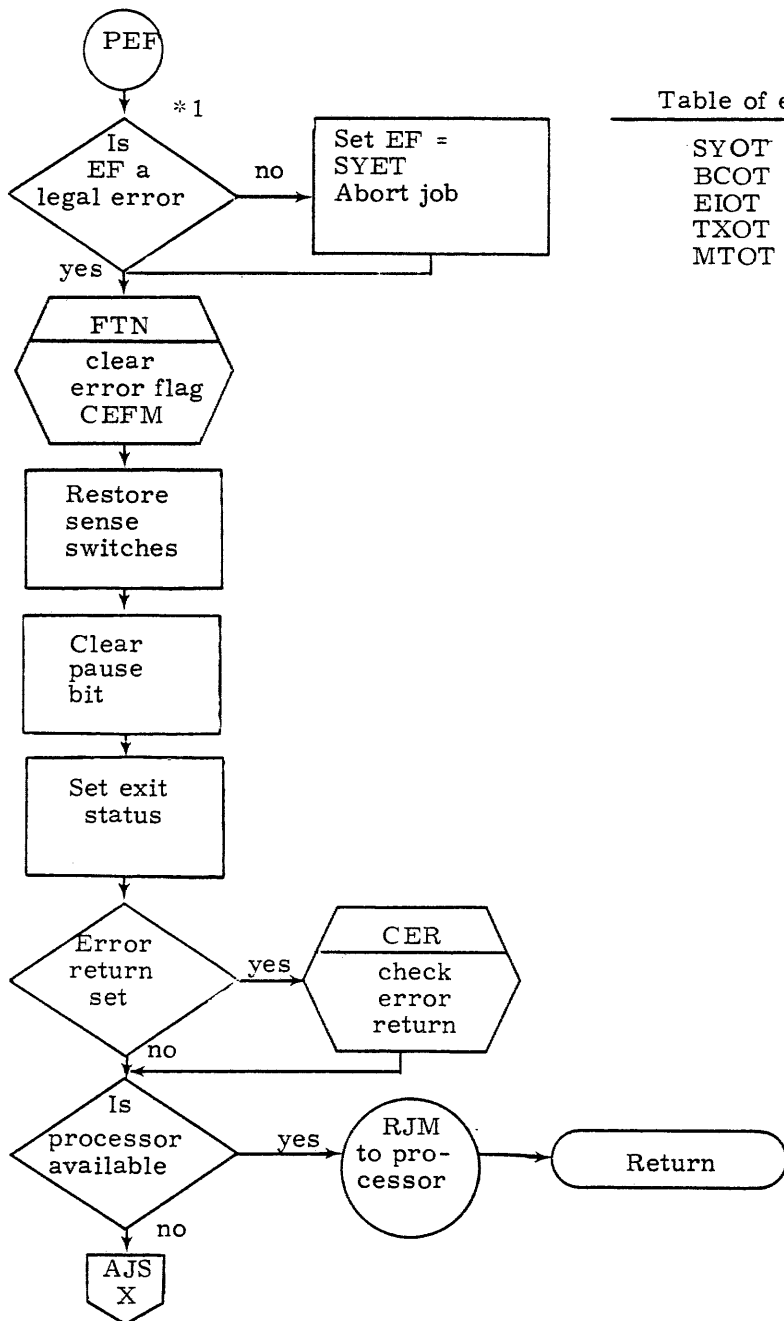 PEF
*1
Is
EF a
legal error
no
Set EF =
SYET
Abort job
Table of e
SYOT
BCOT
EIOT
TXOT
MTOT
yes
FTN
clear
error flag
CEFM
Restore
sense
switches
Clear
pause
bit
Set exit
status
Error
return
set
yes
CER
check
error
return
no
Is
processor
available
yes
RJM
to pro-
cessor
Return
no
AJS
X